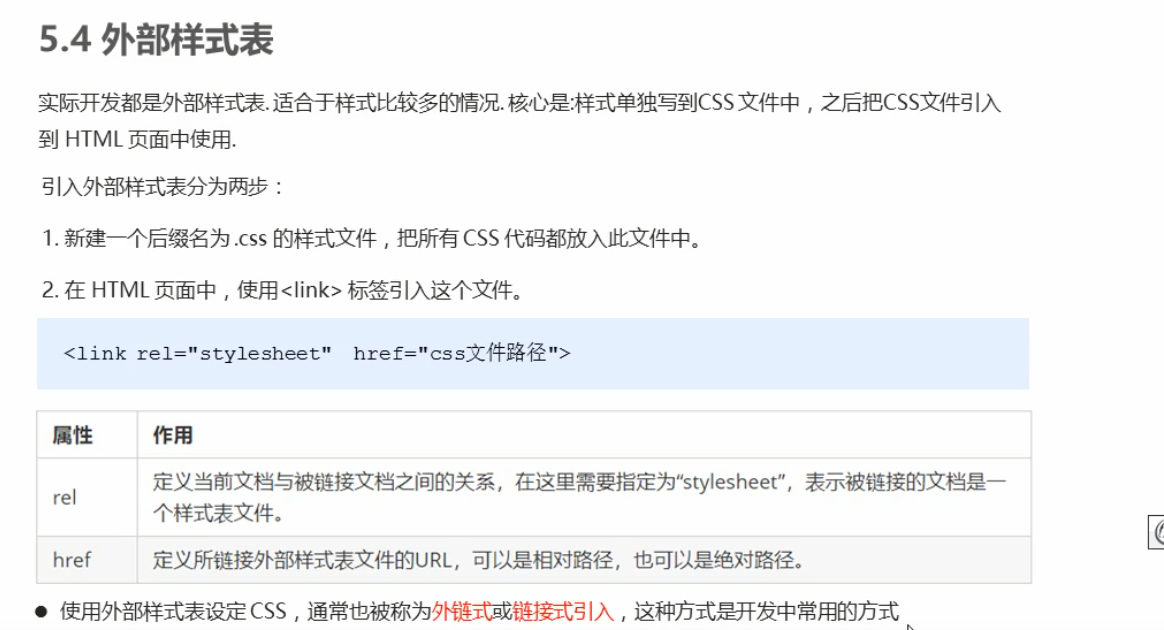 5.4 外部样式表
实际开发都是外部样式表. 适合于样式比较多的情况. 核心是:样式单独写到CSS 文件中，之后把CSS文件引入
到 HTML 页面中使用.
引入外部样式表分为两步：
1. 新建一个后缀名为 .css 的样式文件，把所有 CSS 代码都放入此文件中。
2. 在 HTML 页面中，使用<link> 标签引入这个文件。
<link rel="stylesheet"  href="css文件路径">
属性 作用
rel 定义当前文档与被链接文档之间的关系，在这里需要指定为“stylesheet”，表示被链接的文档是一
个样式表文件。
href 定义所链接外部样式表文件的URL，可以是相对路径，也可以是绝对路径。
● 使用外部样式表设定 CSS，通常也被称为外链式或链接式引入，这种方式是开发中常用的方式